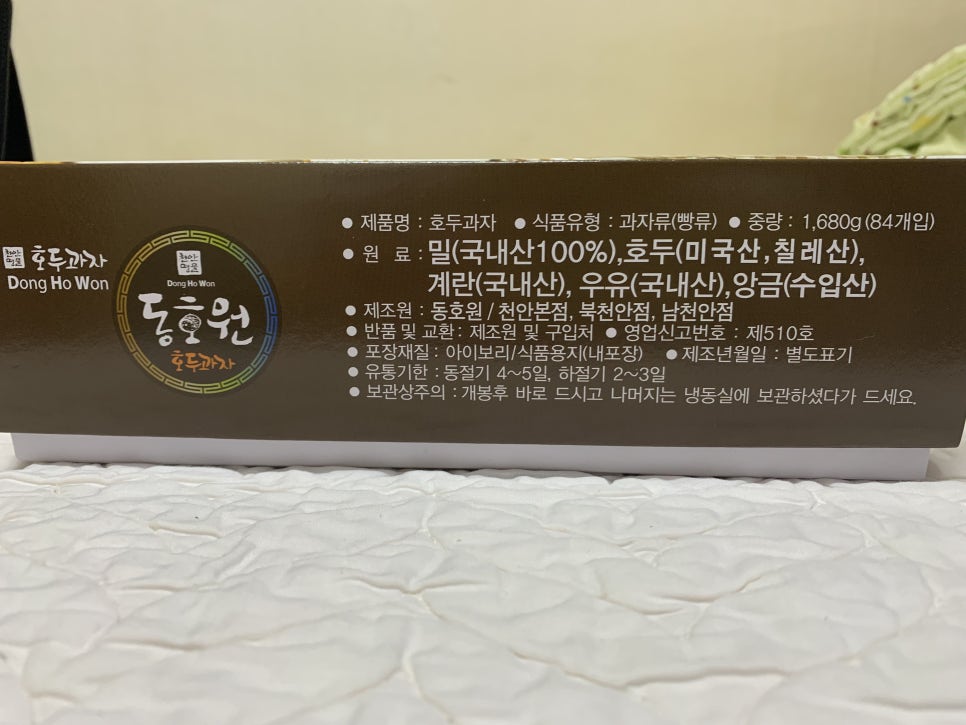 천안명물 호두과자
Dong Ho Won
천안명물
Dong Ho Won
동호원
호두과자
● 제품명 : 호두과자 ● 식품유형 : 과자류(빵류) ● 중량 : 1,680g(84개입)
● 원 료 : 밀(국내산100%),호두(미국산,칠레산),
계란(국내산), 우유(국내산),앙금(수입산)
● 제조원 : 동호원 / 천안본점, 북천안점, 남천안점
● 반품 및 교환 : 제조원 및 구입처 ● 영업신고번호 : 제510호
● 포장재질 : 아이보리/식품용지(내포장) ● 제조년월일 : 별도표기
● 유통기한 : 동절기 4~5일, 하절기 2~3일
● 보관상주의 : 개봉후 바로 드시고 나머지는 냉동실에 보관하셨다가 드세요.